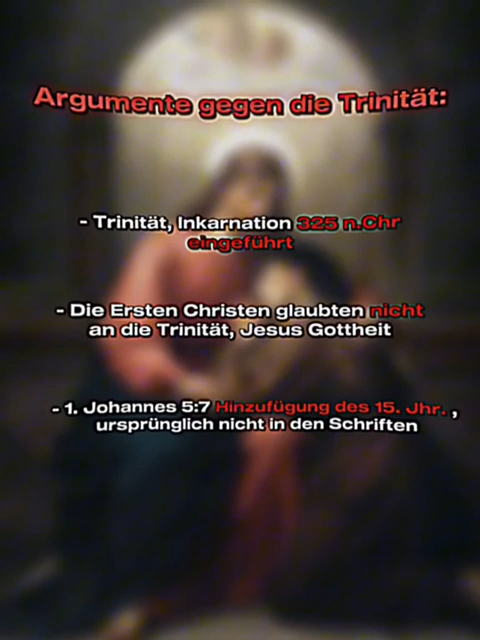 Argumente gegen die Trinität:
- Trinität, Inkarnation 325 n.Chr
eingeführt
- Die Ersten Christen glaubten nicht
an die Trinität, Jesus Gottheit
- 1. Johannes 5:7 Hinzufügung des 15. Jhr. ,
ursprünglich nicht in den Schriften